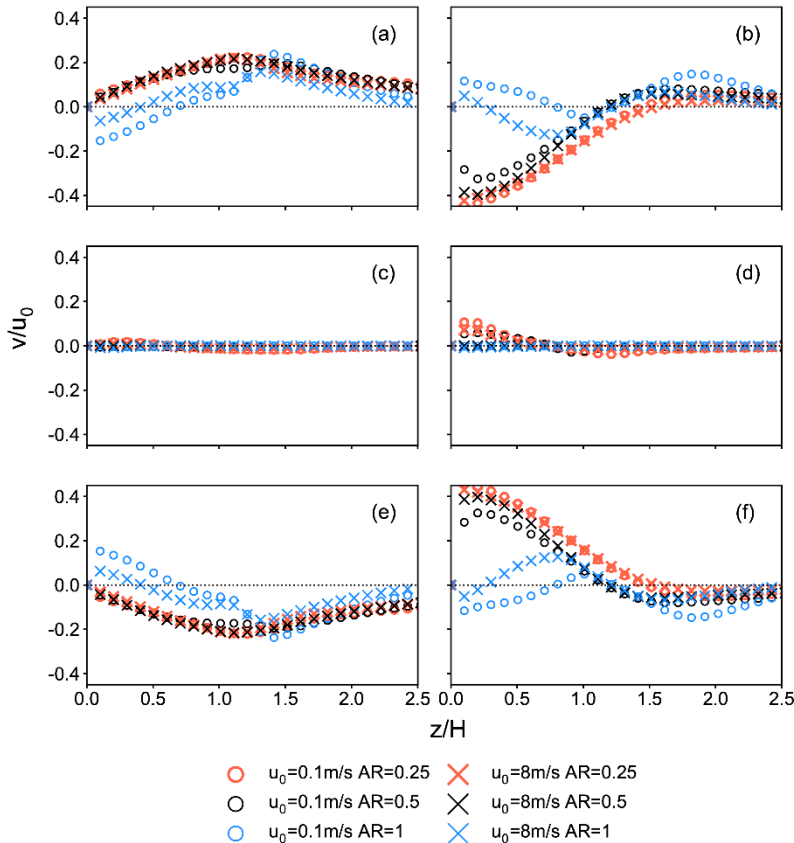 (a)
(b)
0.4
0.2
0.0
-0.2
-0.4
(c)
(d)
0.4
0.2
0.0
-0.2
-0.4
v/u₀
(e)
(f)
0.4
0.2
0.0
-0.2
-0.4
0.0 0.5 1.0 1.5 2.0 2.5 0.5 1.0 1.5 2.0 2.5
z/H
u₀=0.1m/s AR=0.25 u₀=8m/s AR=0.25
u₀=0.1m/s AR=0.5 u₀=8m/s AR=0.5
u₀=0.1m/s AR=1 u₀=8m/s AR=1